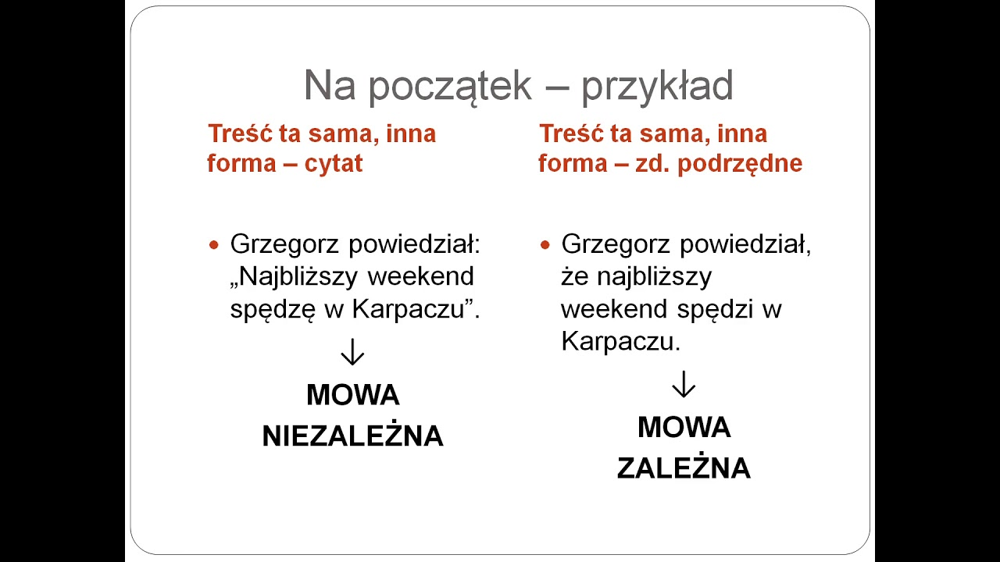 Na początek – przykład
Treść ta sama, inna
forma – cytat
• Grzegorz powiedział:
„Najbliższy weekend
spędzę w Karpaczu”.
↓
MOWA
NIEZALEŻNA
Treść ta sama, inna
forma – zd. podrzędne
• Grzegorz powiedział,
że najbliższy
weekend spędzi w
Karpaczu.
↓
MOWA
ZALEŻNA